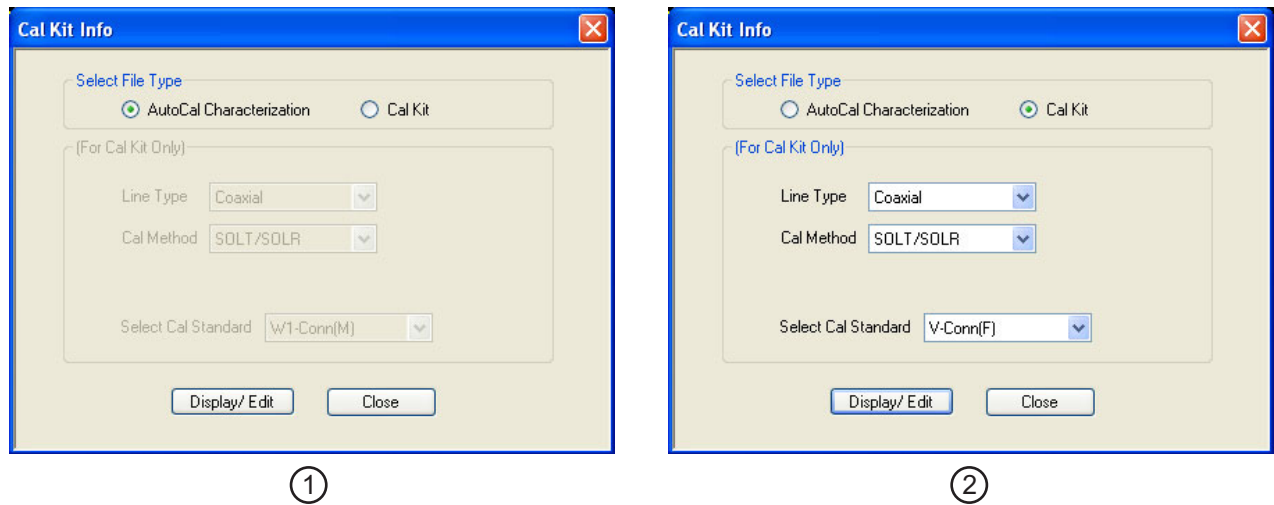 Cal Kit Info
Select File Type
AutoCal Characterization Cal Kit
(For Cal Kit Only)
Line Type Coaxial
Cal Method SOLT/SOLR
Select Cal Standard W1-Conn(M)
Display/ Edit Close
1
Cal Kit Info
Select File Type
AutoCal Characterization Cal Kit
(For Cal Kit Only)
Line Type Coaxial
Cal Method SOLT/SOLR
Select Cal Standard V-Conn(F)
Display/ Edit Close
2